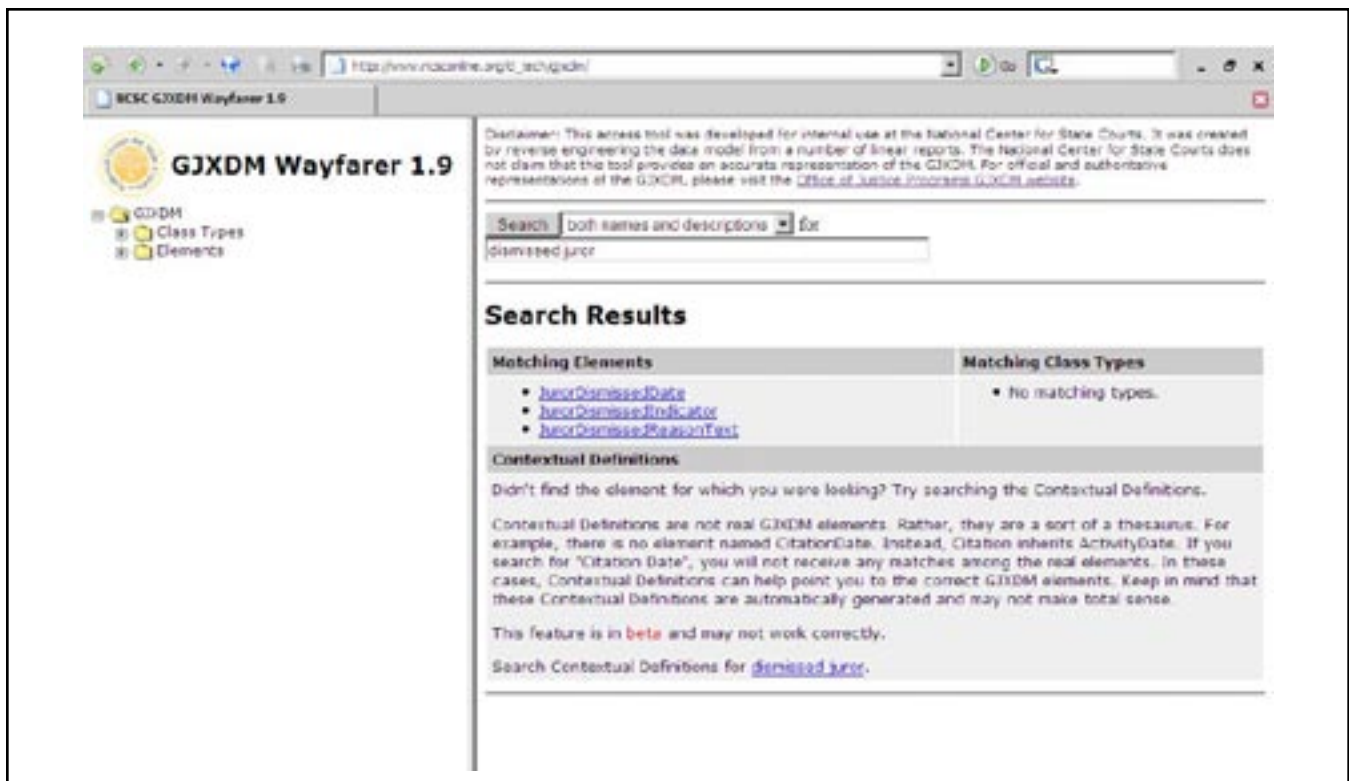 http://www.ncsconline.org/d_tech/gjxdm/
Go
NCSC GJXDM Wayfarer 1.9
GJXDM Wayfarer 1.9
GJXDM
Class Types
Elements
Disclaimer: This access tool was developed for internal use at the National Center for State Courts. It was created
by reverse engineering the data model from a number of linear reports. The National Center for State Courts does
not claim that this tool provides an accurate representation of the GJXDM. For official and authoritative
representations of the GJXDM, please visit the Office of Justice Programs GJXDM website.
Search both names and descriptions for
dismissed juror
Search Results
Matching Elements
Matching Class Types
• JurorDismissedDate
• JurorDismissedIndicator
• JurorDismissedReasonText
• No matching types.
Contextual Definitions
Didn't find the element for which you were looking? Try searching the Contextual Definitions.
Contextual Definitions are not real GJXDM elements. Rather, they are a sort of a thesaurus. For
example, there is no element named CitationDate. Instead, Citation inherits ActivityDate. If you
search for "Citation Date", you will not receive any matches among the real elements. In these
cases, Contextual Definitions can help point you to the correct GJXDM elements. Keep in mind that
these Contextual Definitions are automatically generated and may not make total sense.
This feature is in beta and may not work correctly.
Search Contextual Definitions for dismissed juror.